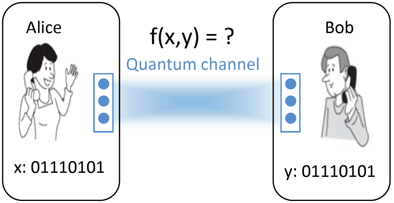 Alice
f(x,y) = ?
Bob
Quantum channel
x: 01110101
y: 01110101